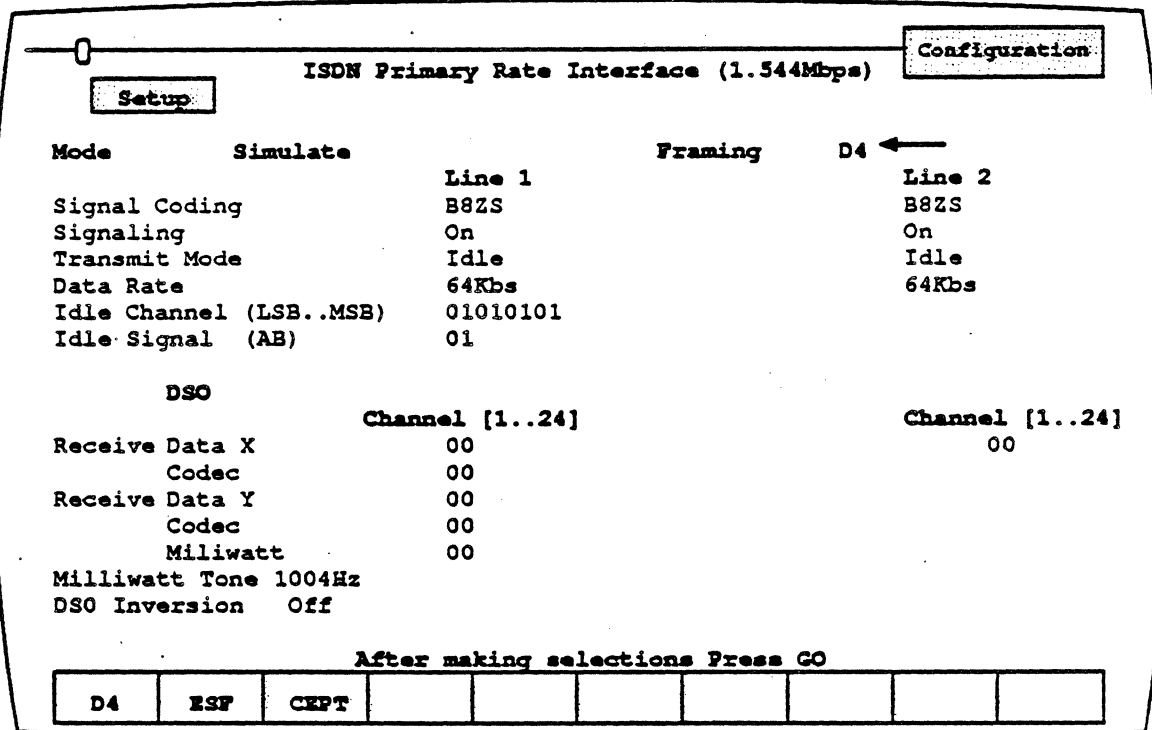 Configuration
ISDN Primary Rate Interface (1.544Mbps)
Setup
Mode Simulate Framing D4
Line 1 Line 2
Signal Coding B8ZS B8ZS
Signaling On On
Transmit Mode Idle Idle
Data Rate 64Kbs 64Kbs
Idle Channel (LSB..MSB) 01010101
Idle Signal (AB) 01
DSO
Channel [1..24] Channel [1..24]
Receive Data X 00 00
Codec 00
Receive Data Y 00
Codec 00
Miliwatt 00
Milliwatt Tone 1004Hz
DSO Inversion Off
After making selections Press GO
D4 ESF CEPT